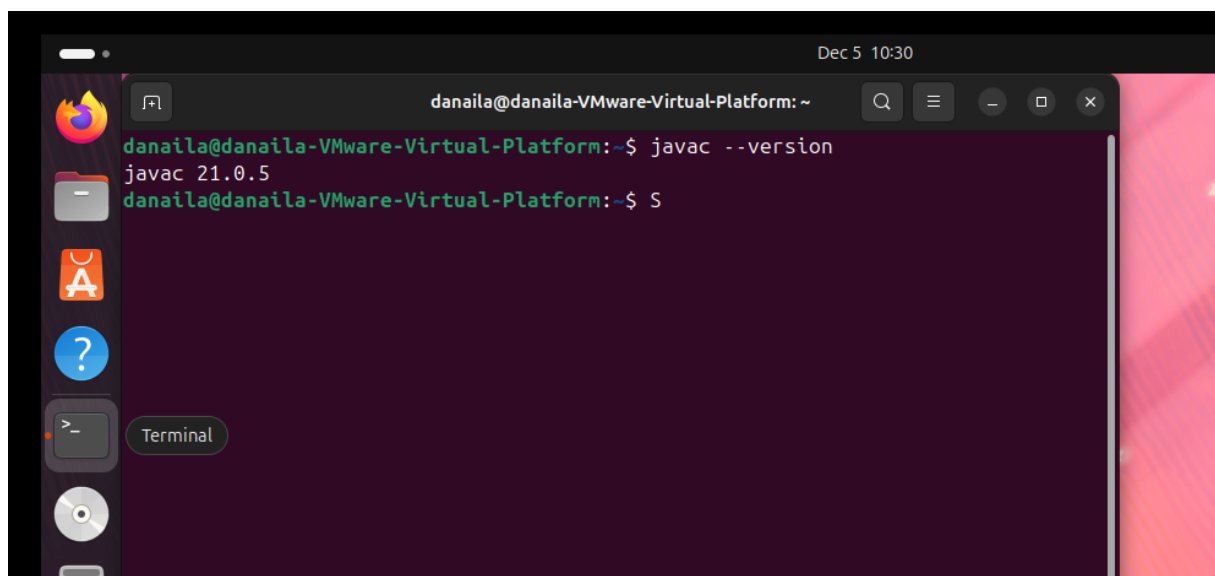 Dec 5 10:30
danaila@danaila-VMware-Virtual-Platform: ~
danaila@danaila-VMware-Virtual-Platform:~$ javac --version
javac 21.0.5
danaila@danaila-VMware-Virtual-Platform:~$ S
Terminal